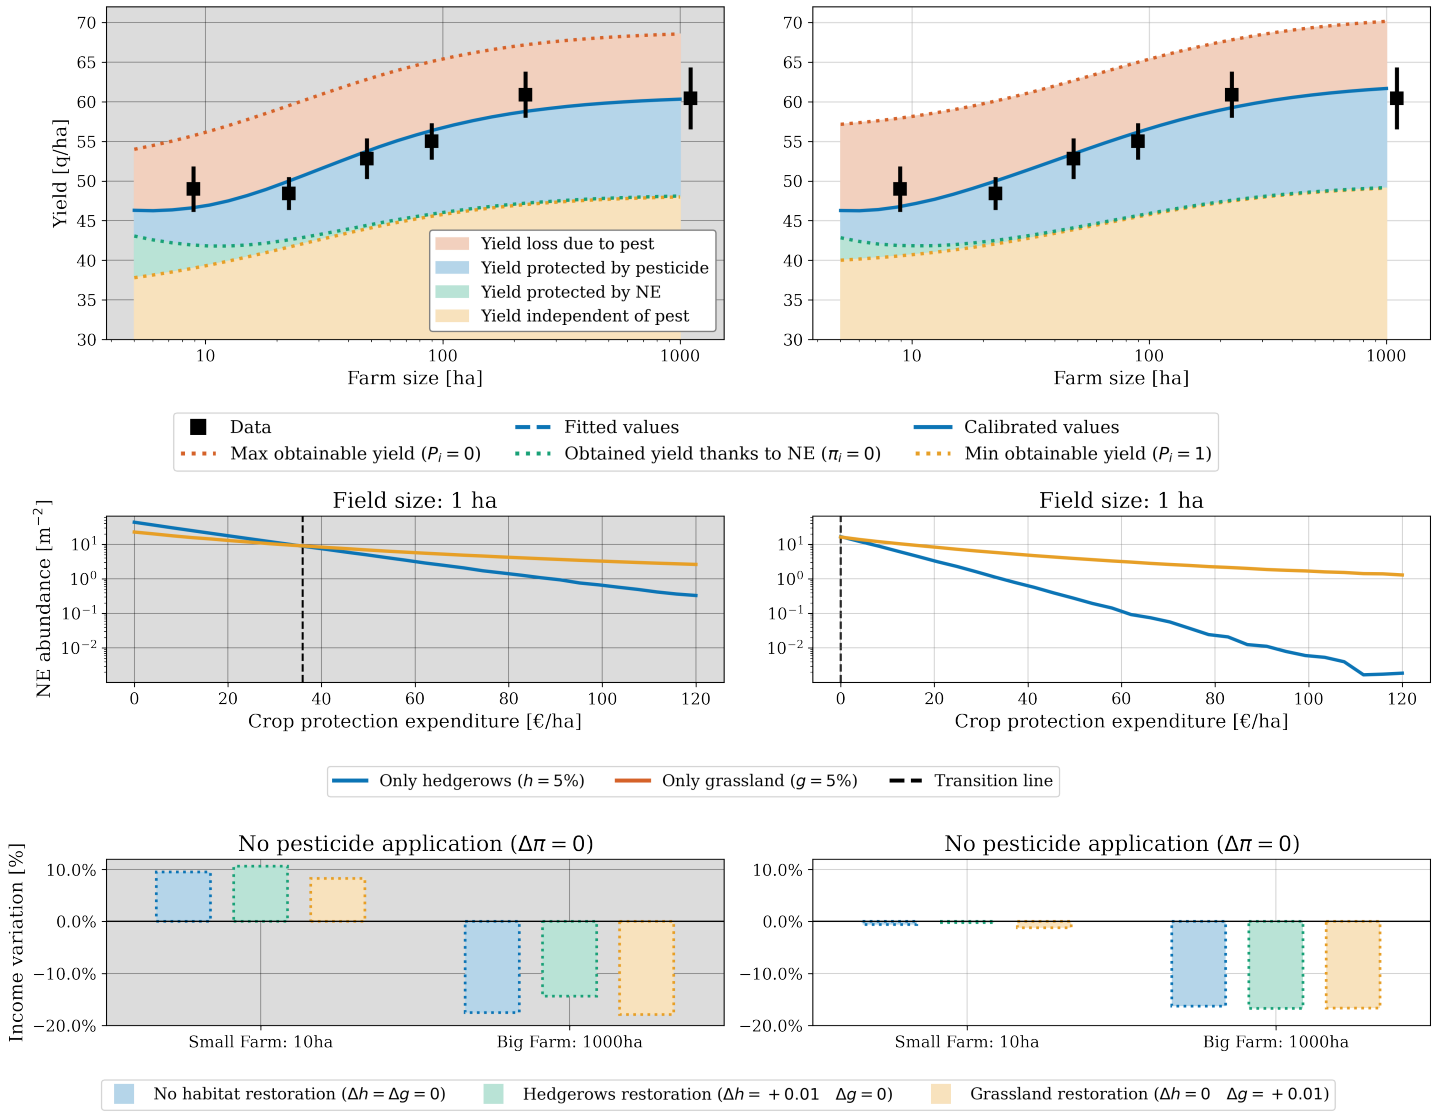 70
65
60
55
50
45
40
35
30
Yield [q/ha]
10
100
1000
Farm size [ha]
Yield loss due to pest
Yield protected by pesticide
Yield protected by NE
Yield independent of pest
70
65
60
55
50
45
40
35
30
10
100
1000
Farm size [ha]
Data
Fitted values
Calibrated values
Max obtainable yield (P_i = 0)
Obtained yield thanks to NE (π_i = 0)
Min obtainable yield (P_i = 1)
Field size: 1 ha
NE abundance [m⁻²]
10¹
10⁰
10⁻¹
10⁻²
0 20 40 60 80 100 120
Crop protection expenditure [€/ha]
Field size: 1 ha
10¹
10⁰
10⁻¹
10⁻²
0 20 40 60 80 100 120
Crop protection expenditure [€/ha]
Only hedgerows (h = 5%)
Only grassland (g = 5%)
Transition line
No pesticide application (Δπ = 0)
Income variation [%]
10.0%
0.0%
−10.0%
−20.0%
Small Farm: 10ha
Big Farm: 1000ha
No pesticide application (Δπ = 0)
10.0%
0.0%
−10.0%
−20.0%
Small Farm: 10ha
Big Farm: 1000ha
No habitat restoration (Δh = Δg = 0)
Hedgerows restoration (Δh = +0.01 Δg = 0)
Grassland restoration (Δh = 0 Δg = +0.01)